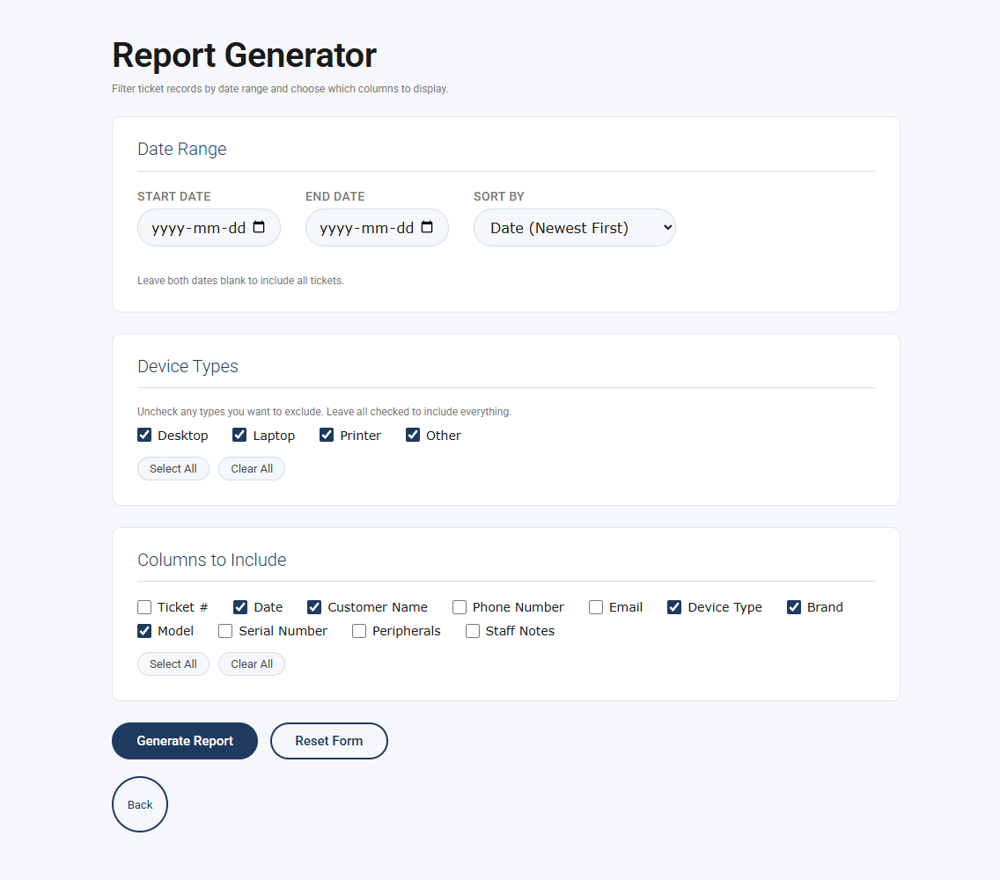 Report Generator
Filter ticket records by date range and choose which columns to display.
Date Range
START DATE END DATE SORT BY
yyyy-mm-dd yyyy-mm-dd Date (Newest First)
Leave both dates blank to include all tickets.
Device Types
Uncheck any types you want to exclude. Leave all checked to include everything.
Desktop Laptop Printer Other
Select All Clear All
Columns to Include
Ticket # Date Customer Name Phone Number Email Device Type Brand
Model Serial Number Peripherals Staff Notes
Select All Clear All
Generate Report Reset Form
Back